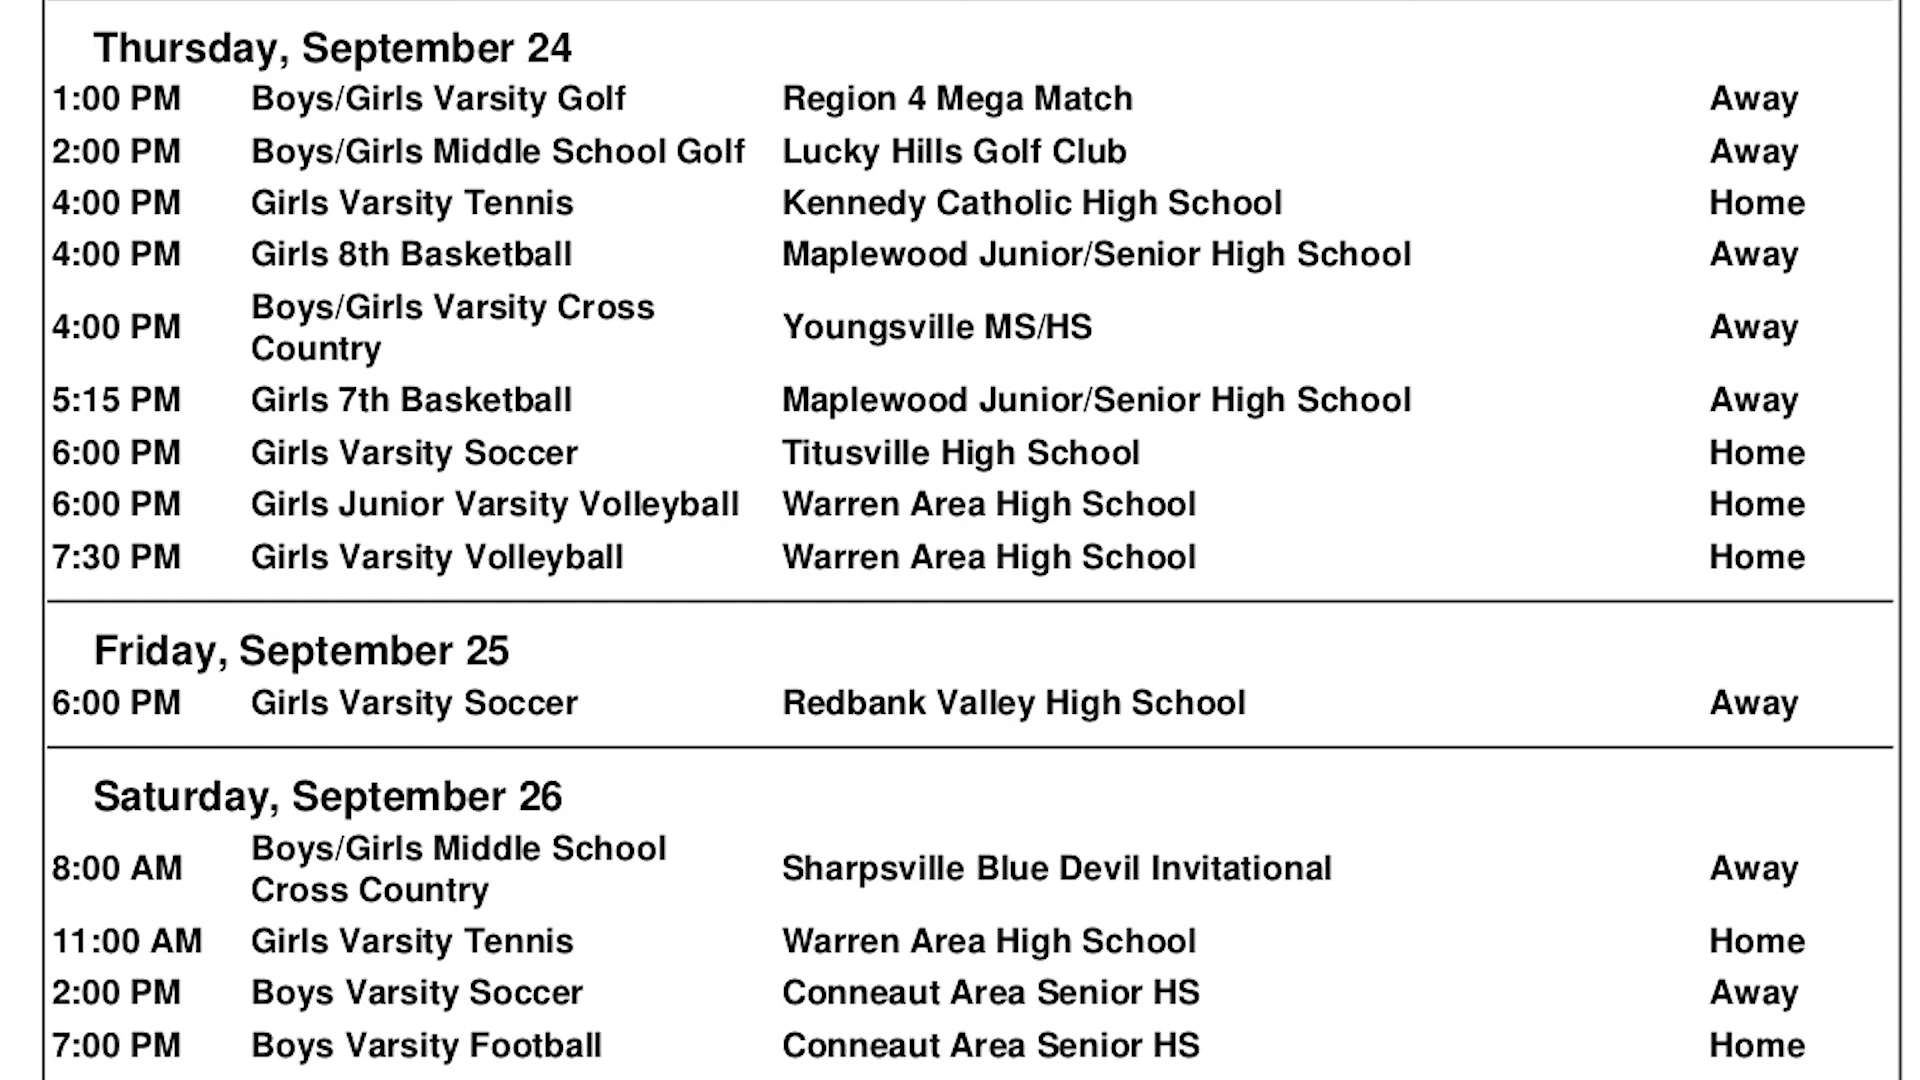 Thursday, September 24
1:00 PM Boys/Girls Varsity Golf Region 4 Mega Match Away
2:00 PM Boys/Girls Middle School Golf Lucky Hills Golf Club Away
4:00 PM Girls Varsity Tennis Kennedy Catholic High School Home
4:00 PM Girls 8th Basketball Maplewood Junior/Senior High School Away
4:00 PM Boys/Girls Varsity Cross
Country Youngsville MS/HS Away
5:15 PM Girls 7th Basketball Maplewood Junior/Senior High School Away
6:00 PM Girls Varsity Soccer Titusville High School Home
6:00 PM Girls Junior Varsity Volleyball Warren Area High School Home
7:30 PM Girls Varsity Volleyball Warren Area High School Home
Friday, September 25
6:00 PM Girls Varsity Soccer Redbank Valley High School Away
Saturday, September 26
8:00 AM Boys/Girls Middle School
Cross Country Sharpsville Blue Devil Invitational Away
11:00 AM Girls Varsity Tennis Warren Area High School Home
2:00 PM Boys Varsity Soccer Conneaut Area Senior HS Away
7:00 PM Boys Varsity Football Conneaut Area Senior HS Home